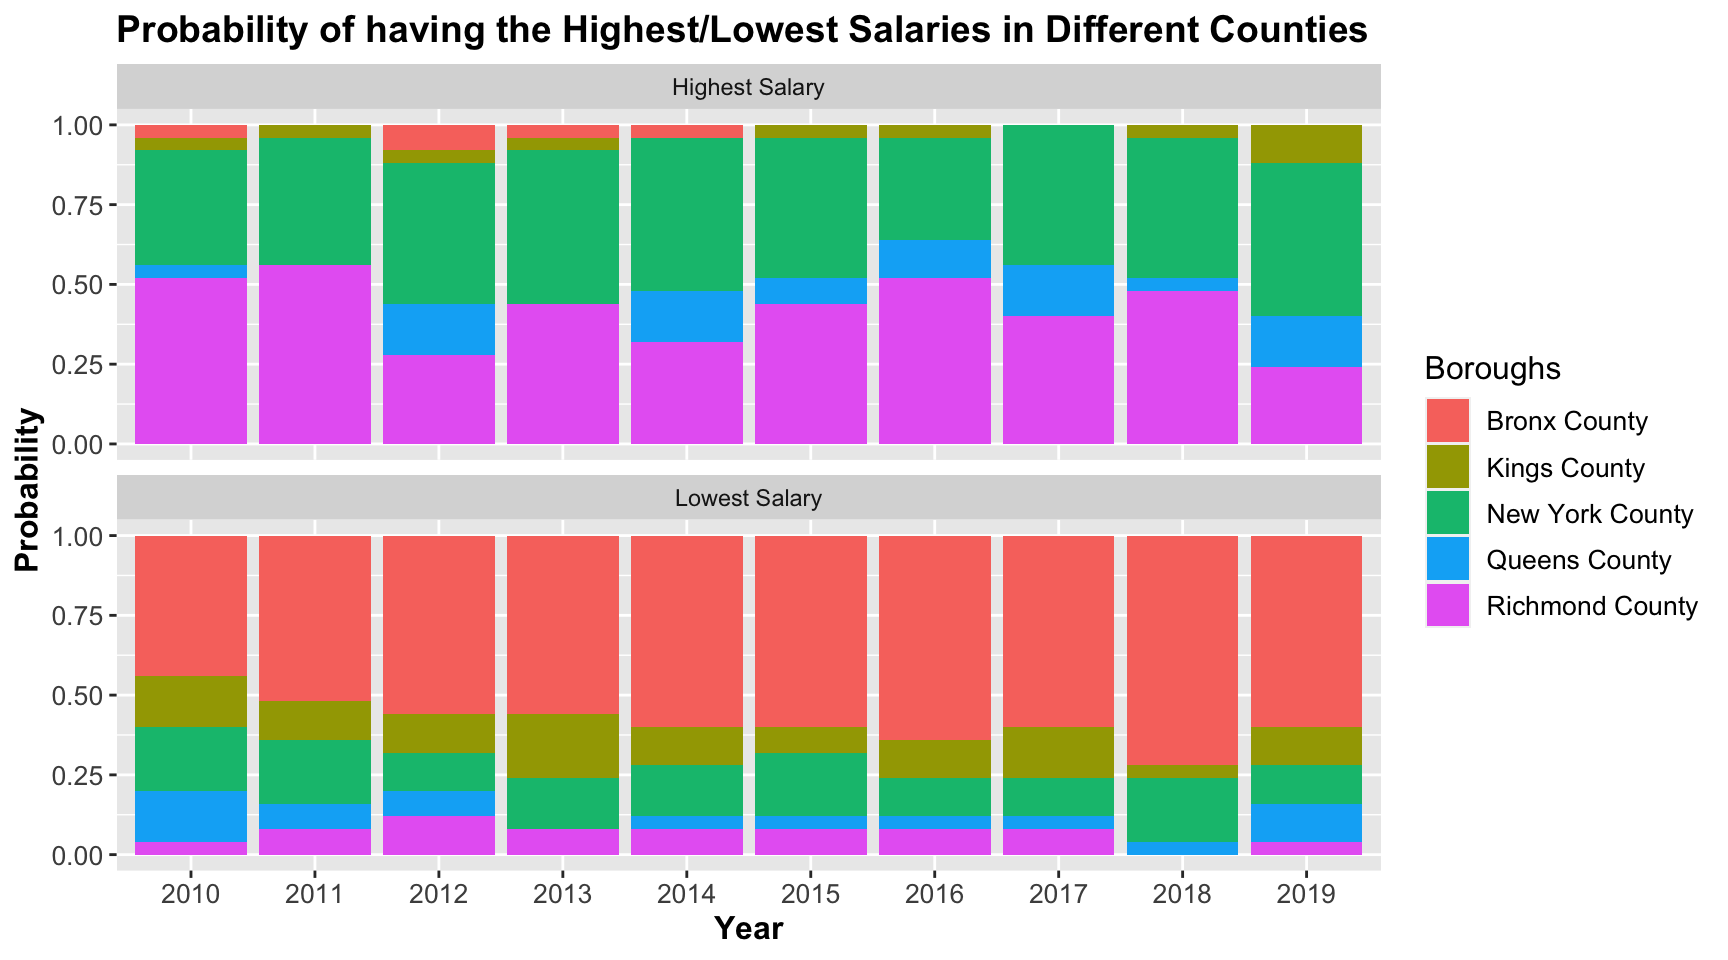 Probability of having the Highest/Lowest Salaries in Different Counties
Highest Salary
1.00
0.75
0.50
0.25
0.00
Lowest Salary
1.00
0.75
0.50
0.25
0.00
Probability
2010 2011 2012 2013 2014 2015 2016 2017 2018 2019
Year
Boroughs
Bronx County
Kings County
New York County
Queens County
Richmond County